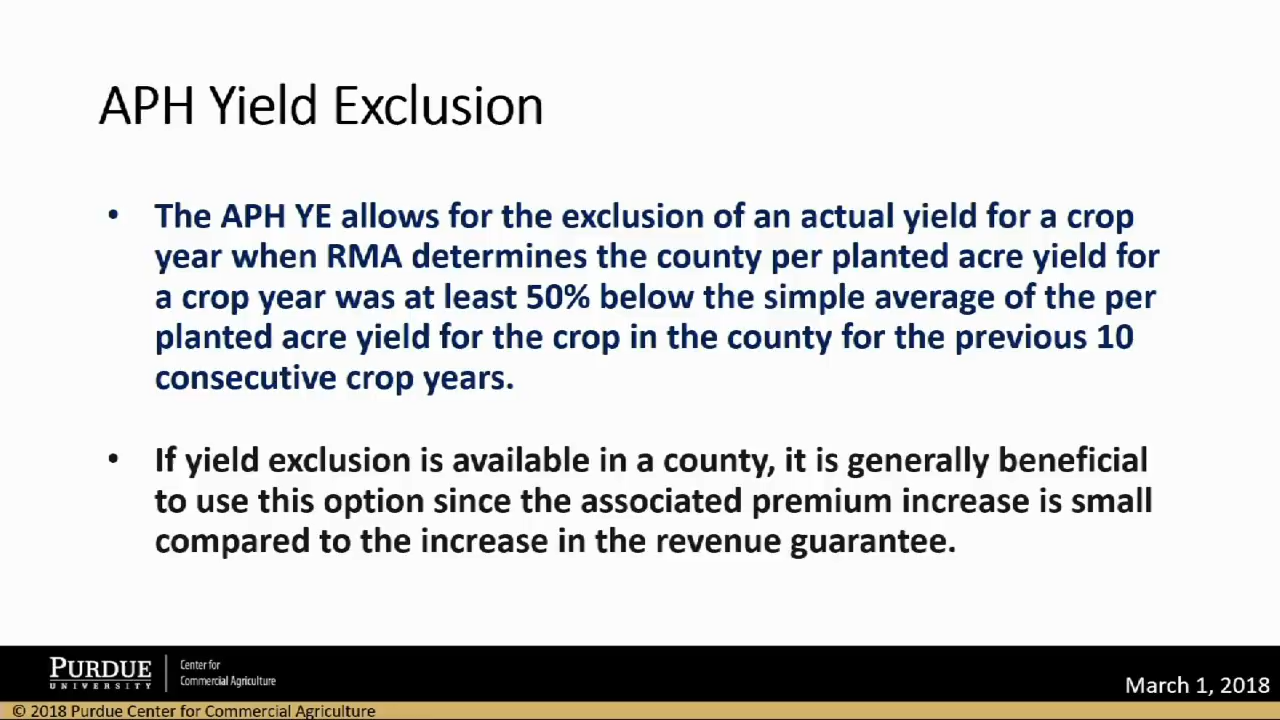 APH Yield Exclusion
• The APH YE allows for the exclusion of an actual yield for a crop
year when RMA determines the county per planted acre yield for
a crop year was at least 50% below the simple average of the per
planted acre yield for the crop in the county for the previous 10
consecutive crop years.
• If yield exclusion is available in a county, it is generally beneficial
to use this option since the associated premium increase is small
compared to the increase in the revenue guarantee.
PURDUE
UNIVERSITY
Center for
Commercial Agriculture
March 1, 2018
© 2018 Purdue Center for Commercial Agriculture